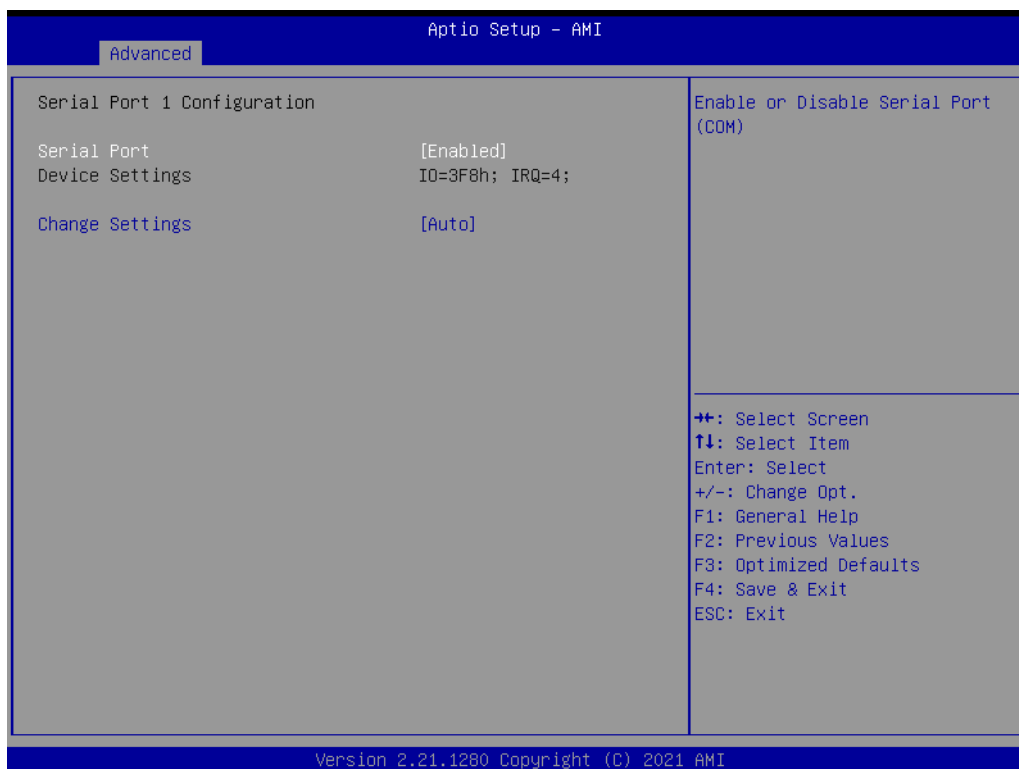 Aptio Setup – AMI
Advanced
Serial Port 1 Configuration
Serial Port [Enabled]
Device Settings IO=3F8h; IRQ=4;
Change Settings [Auto]
Enable or Disable Serial Port
(COM)
→←: Select Screen
↑↓: Select Item
Enter: Select
+/-: Change Opt.
F1: General Help
F2: Previous Values
F3: Optimized Defaults
F4: Save & Exit
ESC: Exit
Version 2.21.1280 Copyright (C) 2021 AMI